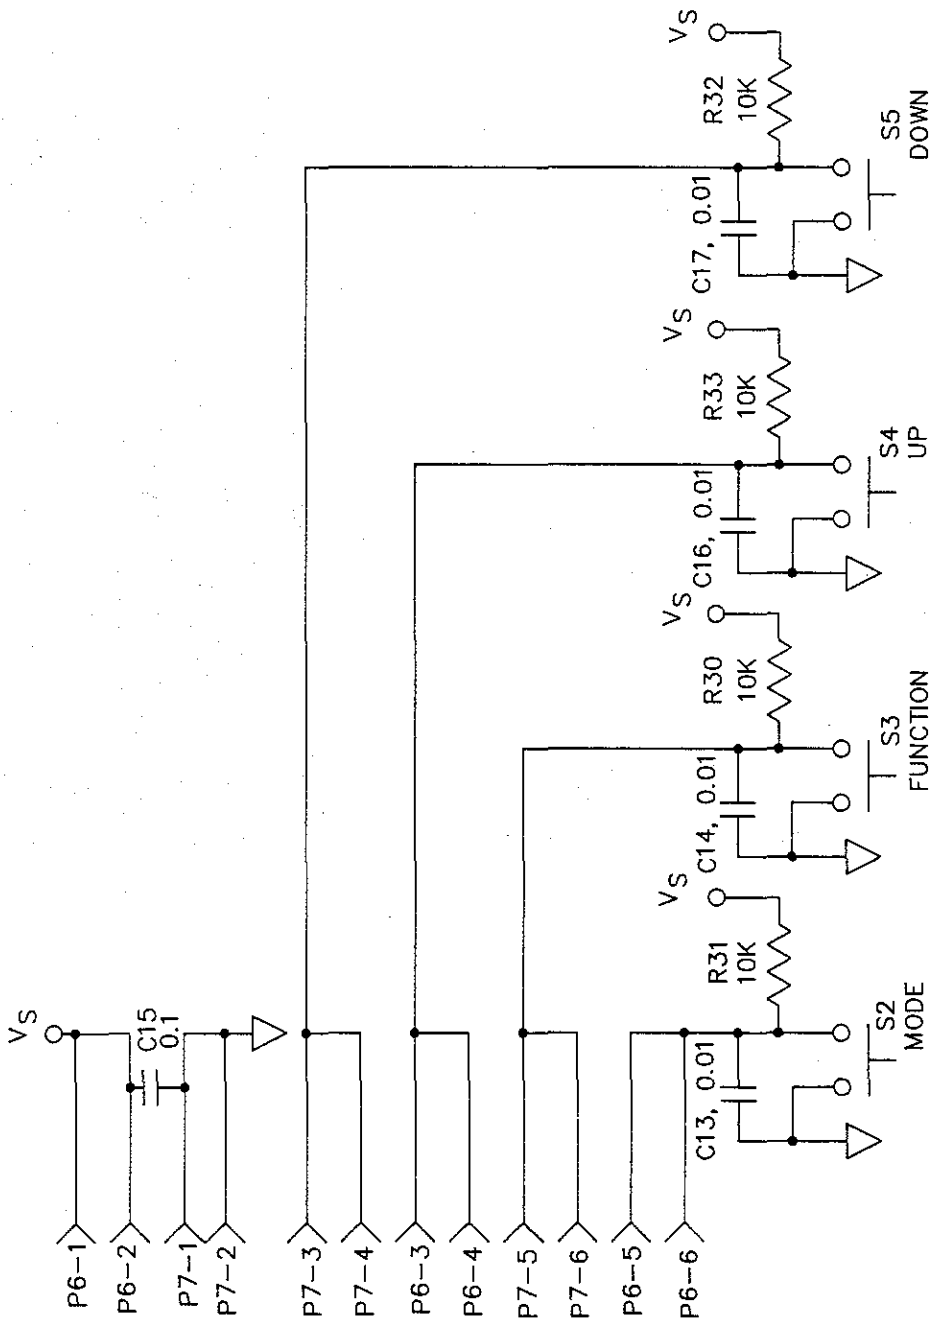 VS
C15
0.1
P6-1
P6-2
P7-1
P7-2
P7-3
P7-4
P6-3
P6-4
P7-5
P7-6
P6-5
P6-6
VS
R32
10K
C17, 0.01
S5
DOWN
VS
R33
10K
C16, 0.01
S4
UP
VS
R30
10K
C14, 0.01
S3
FUNCTION
VS
R31
10K
C13, 0.01
S2
MODE